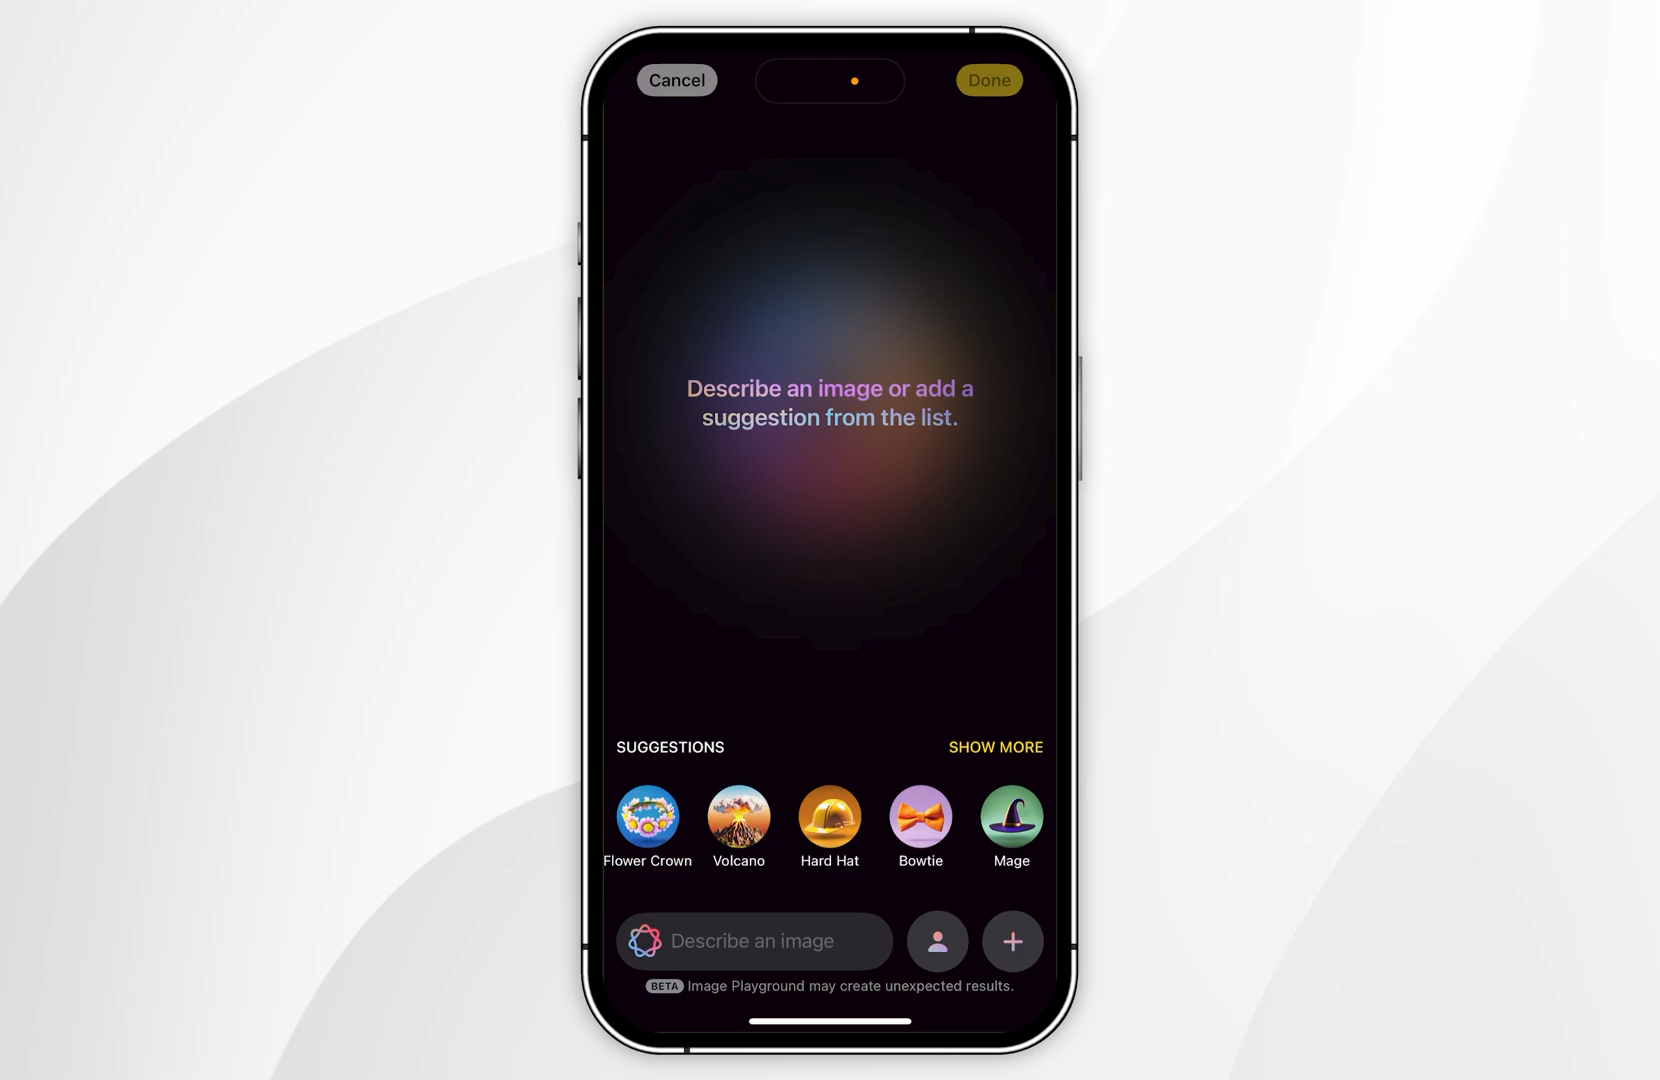 Cancel
Done
Describe an image or add a
suggestion from the list.
SUGGESTIONS
SHOW MORE
Flower Crown
Volcano
Hard Hat
Bowtie
Mage
Describe an image
BETA Image Playground may create unexpected results.